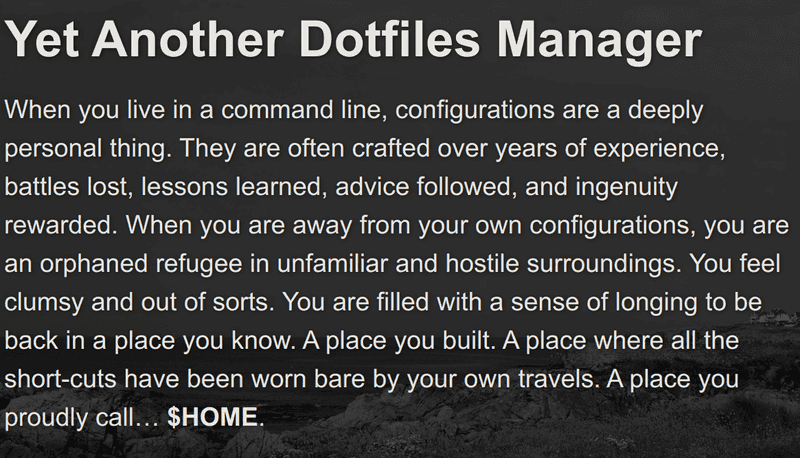 Yet Another Dotfiles Manager
When you live in a command line, configurations are a deeply
personal thing. They are often crafted over years of experience,
battles lost, lessons learned, advice followed, and ingenuity
rewarded. When you are away from your own configurations, you are
an orphaned refugee in unfamiliar and hostile surroundings. You feel
clumsy and out of sorts. You are filled with a sense of longing to be
back in a place you know. A place you built. A place where all the
short-cuts have been worn bare by your own travels. A place you
proudly call… $HOME.